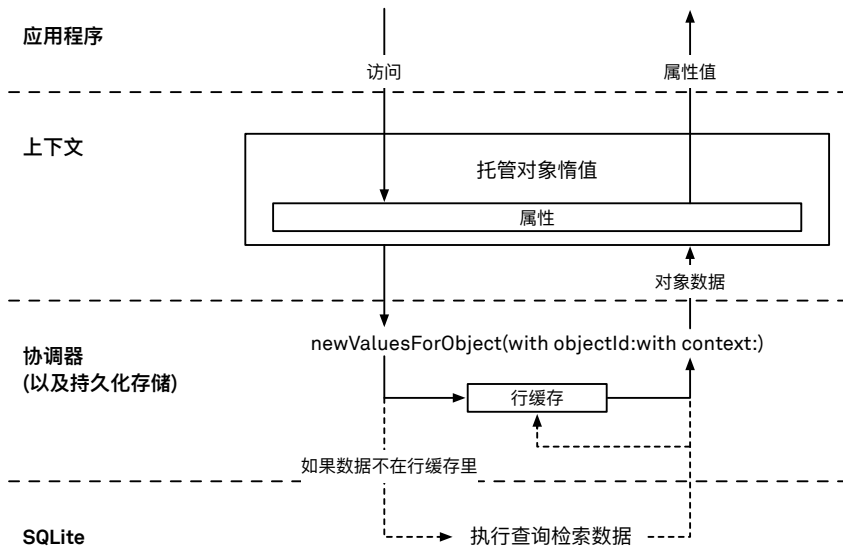 应用程序
访问
属性值
上下文
托管对象惰值
属性
对象数据
newValuesForObject(with objectId:with context:)
协调器
(以及持久化存储)
行缓存
如果数据不在行缓存里
SQLite
执行查询检索数据